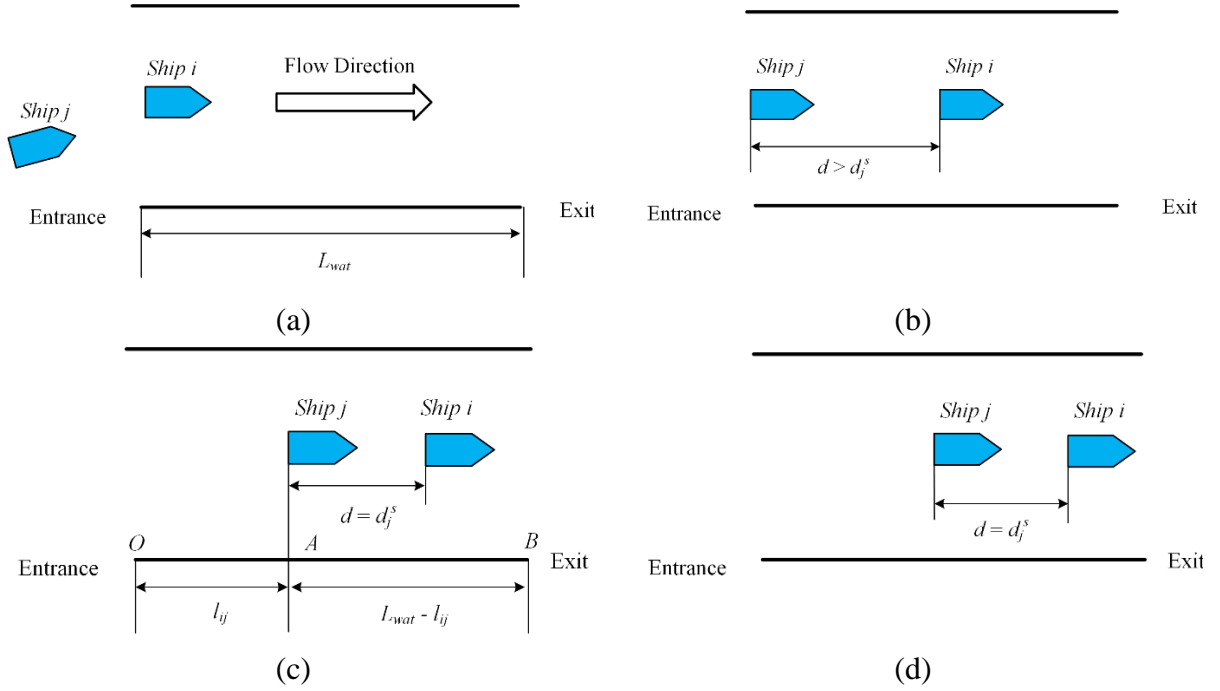 Ship i
Flow Direction
Ship j
Entrance
Exit
L_wat
(a)
Ship j
Ship i
d > d_j^s
Entrance
Exit
(b)
Ship j
Ship i
d = d_j^s
O
A
B
Entrance
Exit
l_ij
L_wat - l_ij
(c)
Ship j
Ship i
d = d_j^s
Entrance
Exit
(d)